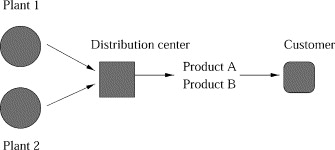 Plant 1
Distribution center
Customer
Product A
Product B
Plant 2